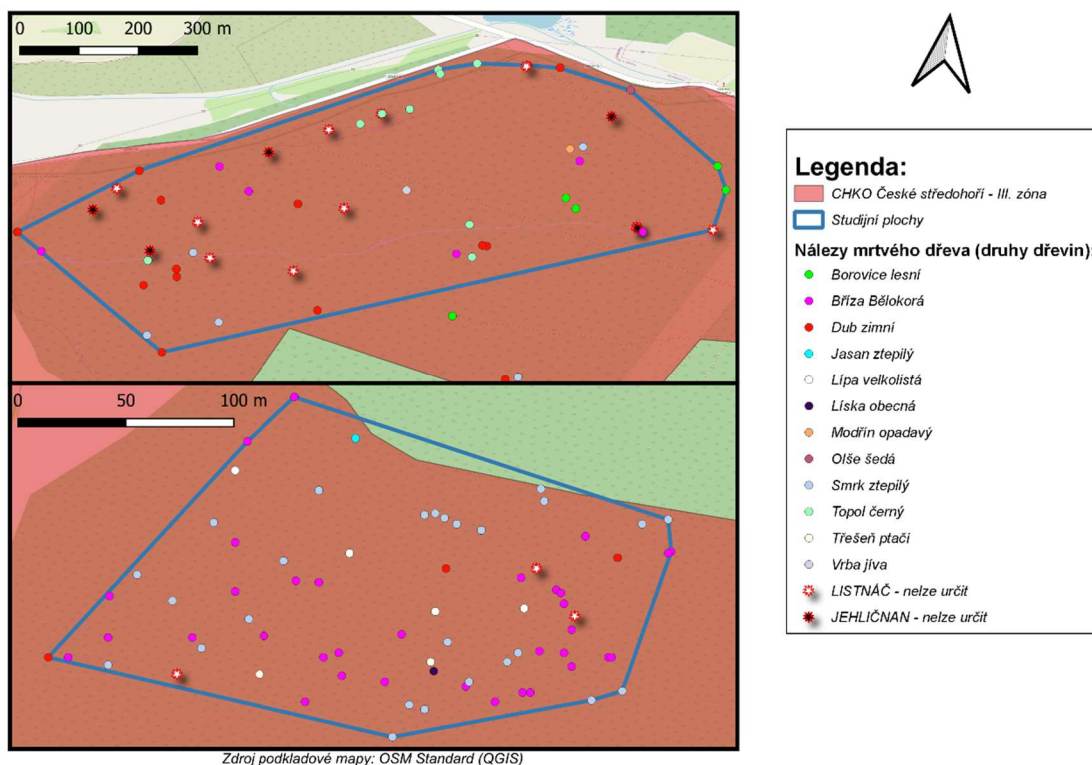 0 100 200 300 m
0 50 100 m
Zdroj podkladové mapy: OSM Standard (QGIS)
Legenda:
CHKO České středohoří - III. zóna
Studijní plochy
Nálezy mrtvého dřeva (druhy dřevin):
Borovice lesní
Bříza Bělokorá
Dub zimní
Jasan ztepilý
Lípa velkolistá
Líska obecná
Modřín opadavý
Olše šedá
Smrk ztepilý
Topol černý
Třešeň ptačí
Vrba jíva
LISTNÁČ - nelze určit
JEHLIČNAN - nelze určit